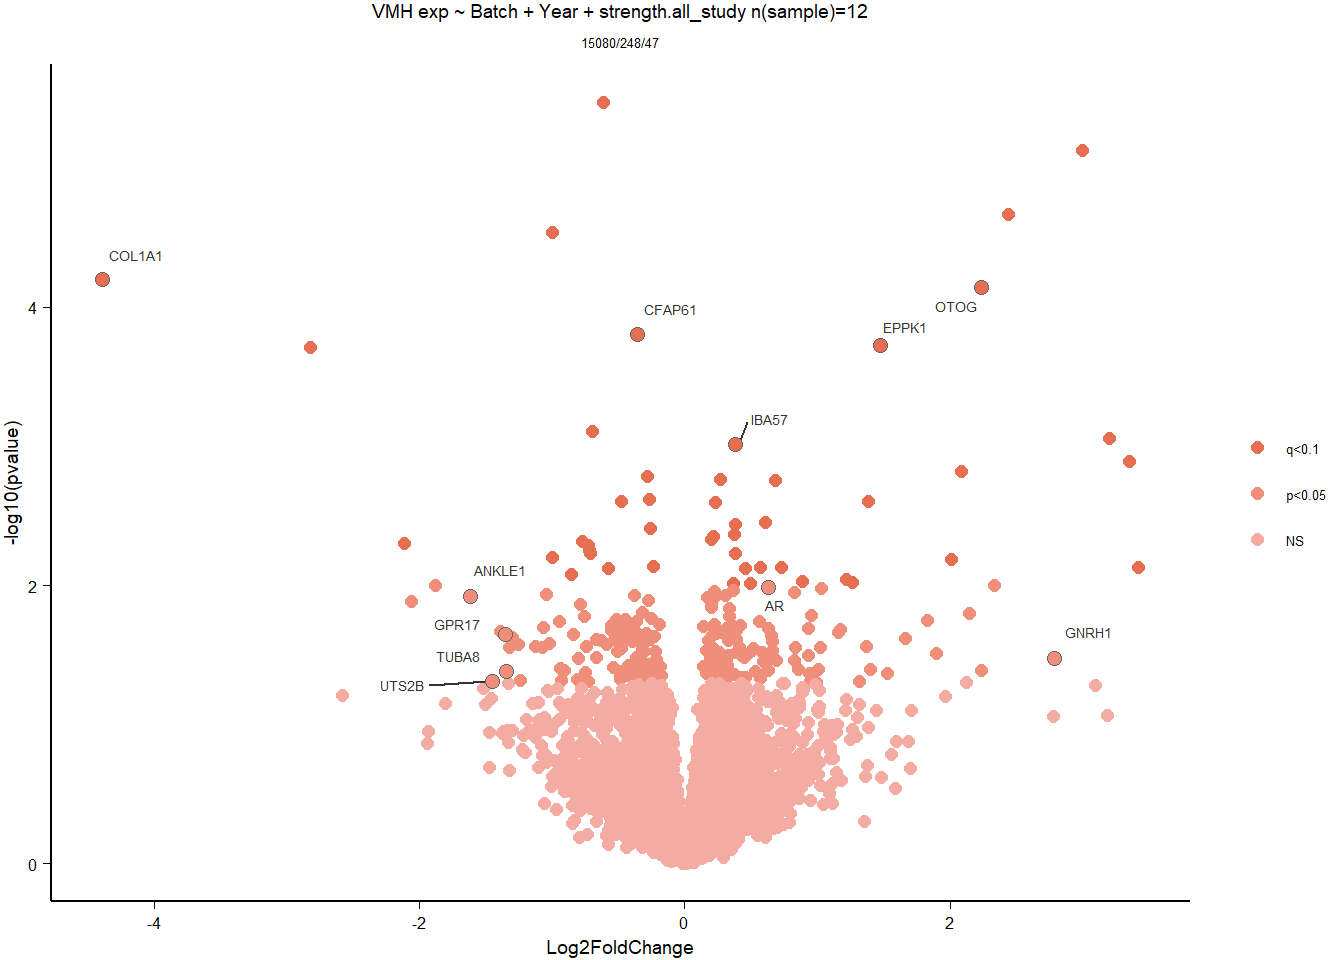 VMH exp ~ Batch + Year + strength.all_study n(sample)=12
15080/248/47
COL1A1
CFAP61
OTOG
EPPK1
IBA57
ANKLE1
AR
GPR17
GNRH1
TUBA8
UTS2B
q<0.1
p<0.05
NS
-log10(pvalue)
4
2
0
-4
-2
0
2
Log2FoldChange